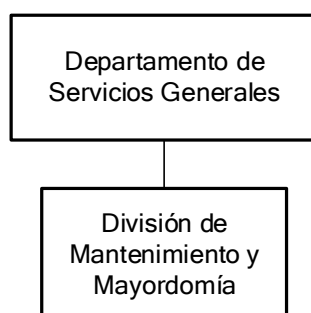 Departamento de
Servicios Generales
División de
Mantenimiento y
Mayordomía